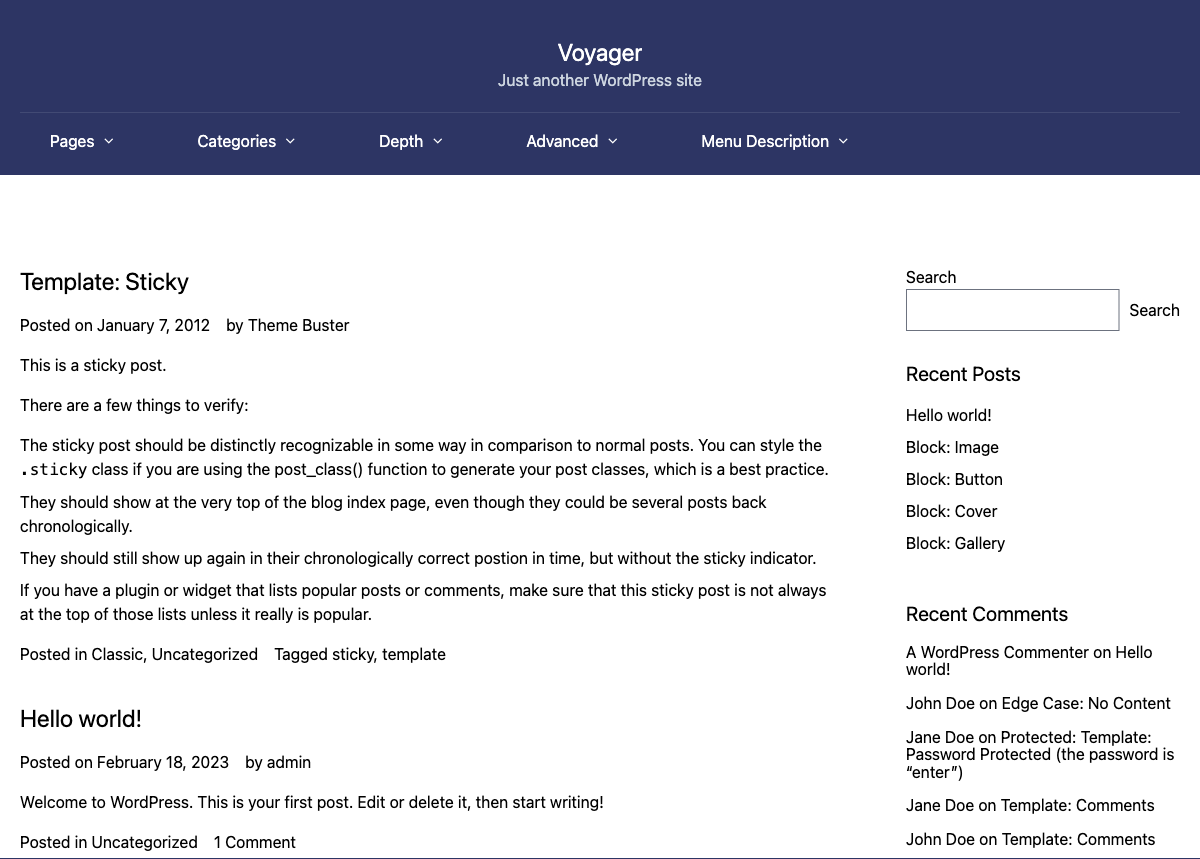 Voyager
Just another WordPress site
Pages
Categories
Depth
Advanced
Menu Description
Template: Sticky
Posted on January 7, 2012 by Theme Buster
This is a sticky post.
There are a few things to verify:
The sticky post should be distinctly recognizable in some way in comparison to normal posts. You can style the
.sticky class if you are using the post_class() function to generate your post classes, which is a best practice.
They should show at the very top of the blog index page, even though they could be several posts back
chronologically.
They should still show up again in their chronologically correct postion in time, but without the sticky indicator.
If you have a plugin or widget that lists popular posts or comments, make sure that this sticky post is not always
at the top of those lists unless it really is popular.
Posted in Classic, Uncategorized Tagged sticky, template
Hello world!
Posted on February 18, 2023 by admin
Welcome to WordPress. This is your first post. Edit or delete it, then start writing!
Posted in Uncategorized 1 Comment
Search
Search
Recent Posts
Hello world!
Block: Image
Block: Button
Block: Cover
Block: Gallery
Recent Comments
A WordPress Commenter on Hello
world!
John Doe on Edge Case: No Content
Jane Doe on Protected: Template:
Password Protected (the password is
“enter”)
Jane Doe on Template: Comments
John Doe on Template: Comments